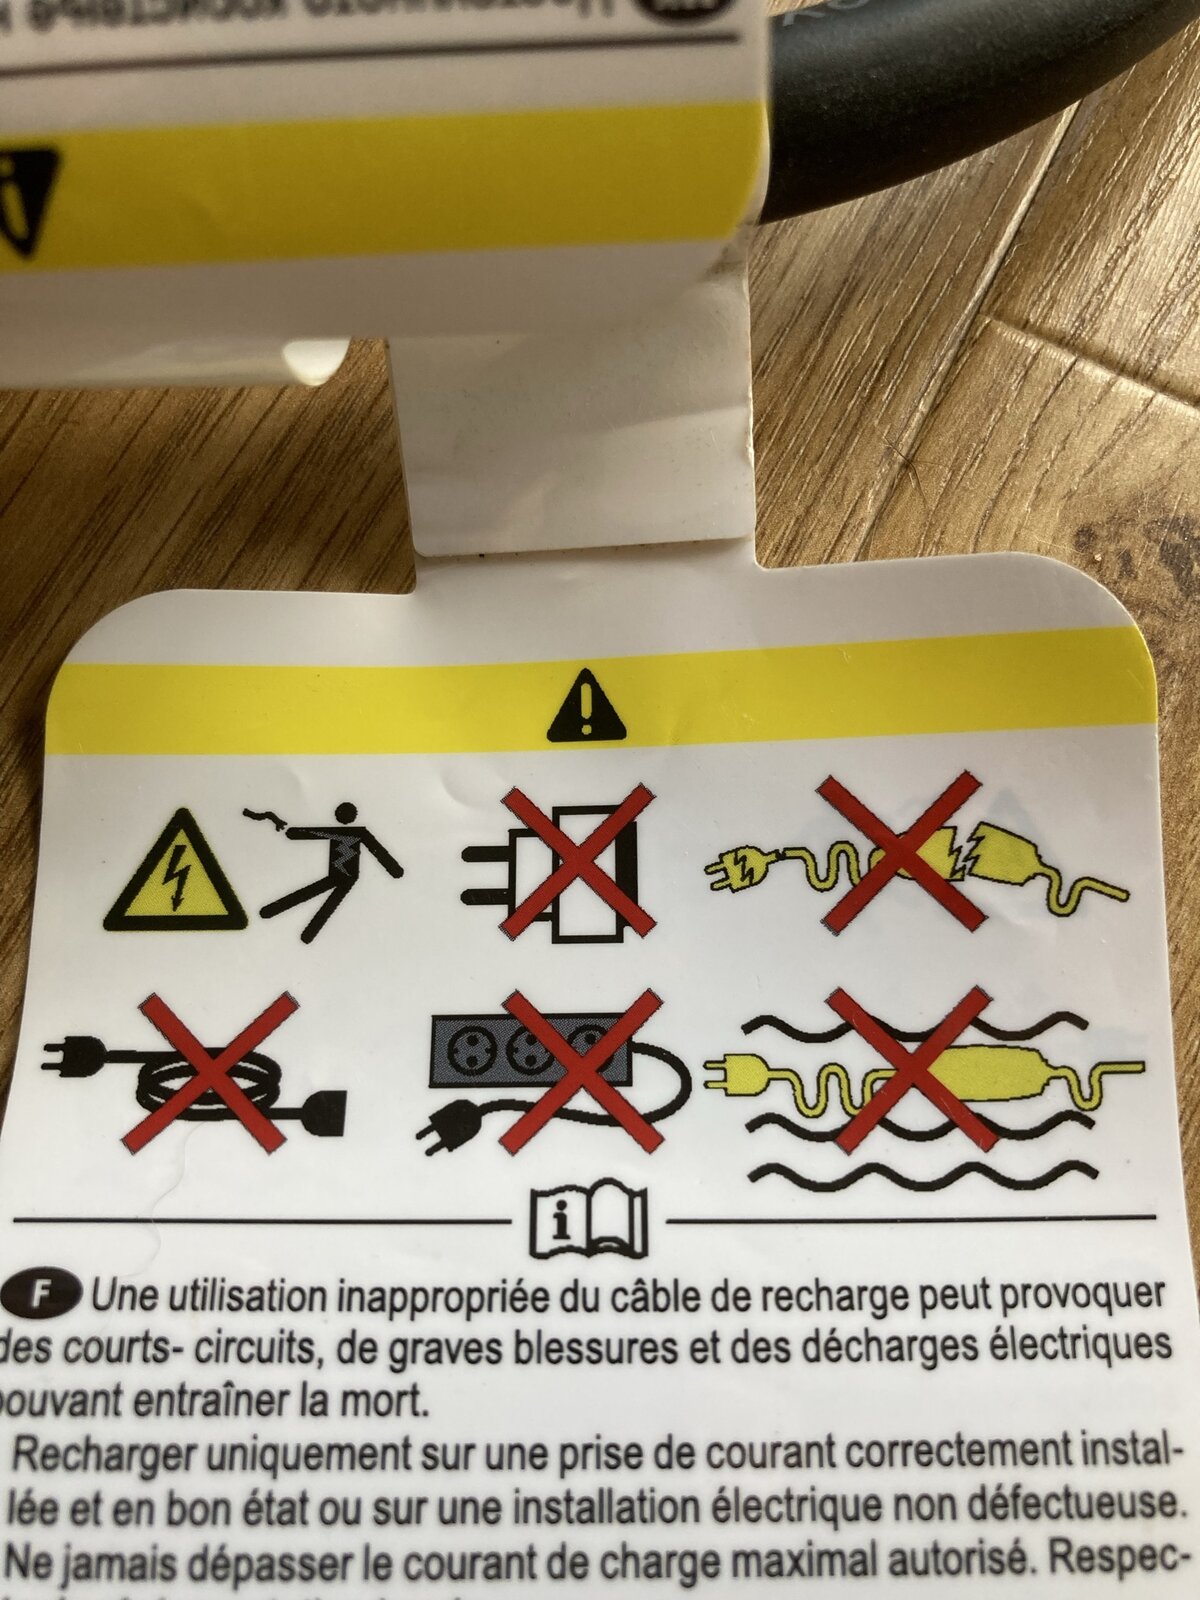 F Une utilisation inappropriée du câble de recharge peut provoquer
des courts- circuits, de graves blessures et des décharges électriques
pouvant entraîner la mort.
Recharger uniquement sur une prise de courant correctement instal-
lée et en bon état ou sur une installation électrique non défectueuse.
Ne jamais dépasser le courant de charge maximal autorisé. Respec-